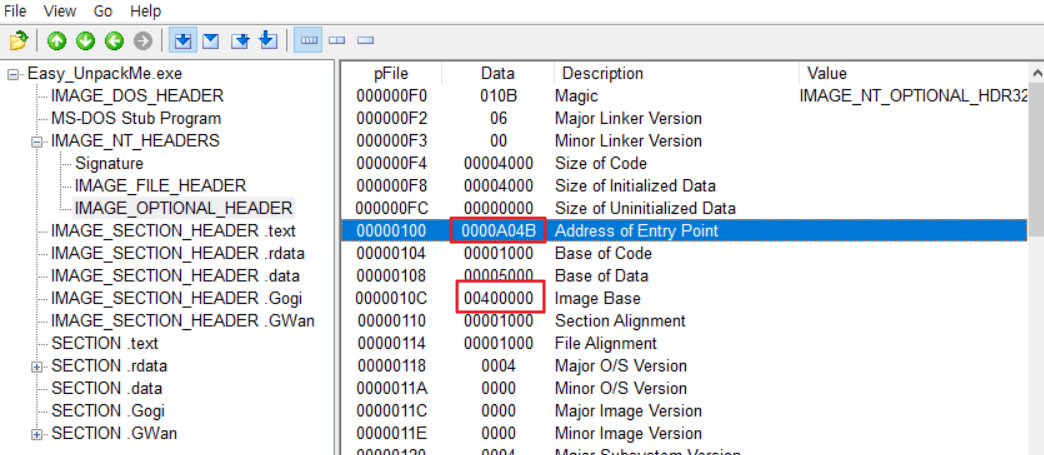 File View Go Help
Easy_UnpackMe.exe
IMAGE_DOS_HEADER
MS-DOS Stub Program
IMAGE_NT_HEADERS
Signature
IMAGE_FILE_HEADER
IMAGE_OPTIONAL_HEADER
IMAGE_SECTION_HEADER .text
IMAGE_SECTION_HEADER .rdata
IMAGE_SECTION_HEADER .data
IMAGE_SECTION_HEADER .Gogi
IMAGE_SECTION_HEADER .GWan
SECTION .text
SECTION .rdata
SECTION .data
SECTION .Gogi
SECTION .GWan
pFile Data Description Value
000000F0 010B Magic IMAGE_NT_OPTIONAL_HDR32
000000F2 06 Major Linker Version
000000F3 00 Minor Linker Version
000000F4 00004000 Size of Code
000000F8 00004000 Size of Initialized Data
000000FC 00000000 Size of Uninitialized Data
00000100 0000A04B Address of Entry Point
00000104 00001000 Base of Code
00000108 00005000 Base of Data
0000010C 00400000 Image Base
00000110 00001000 Section Alignment
00000114 00001000 File Alignment
00000118 0004 Major O/S Version
0000011A 0000 Minor O/S Version
0000011C 0000 Major Image Version
0000011E 0000 Minor Image Version
00000120 0004 Major Subsystem Version